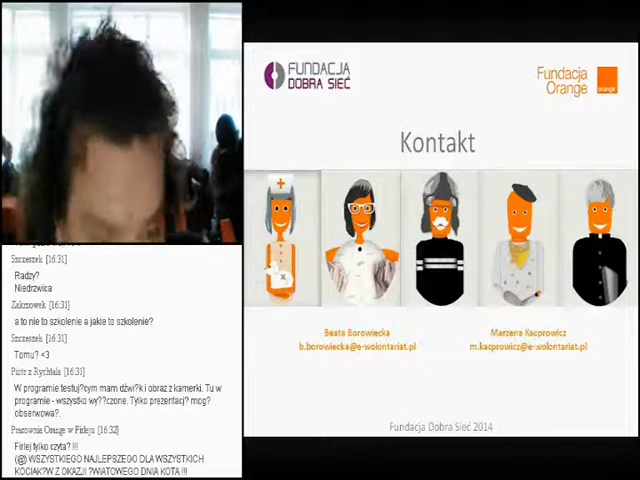 Szczeszek [16:31]
Radzy?
Niedrzwica
Zakrzowek [16:31]
a to nie to szkolenie a jakie to szkolenie?
Szczeszek [16:31]
Tomu? <3
Piotr z Rychtala [16:31]
W programie testuj?cym mam dźwi?k i obraz z kamerki. Tu w
programie - wszystko wy??czone. Tylko prezentacj? mog?
obserwowa?.
Pracownia Orange w Firleju [16:32]
Firlej tylko czyta? !!!
(@) WSZYSTKIEGO NAJLEPSZEGO DLA WSZYSTKICH
KOCIAK?W Z OKAZJI ?WIATOWEGO DNIA KOTA !!!
FUNDACJA
DOBRA SIEĆ
Fundacja
Orange
orange
Kontakt
Beata Borowiecka
b.borowiecka@e-wolontariat.pl
Marzena Kacprowicz
m.kacprowicz@e-wolontariat.pl
Fundacja Dobra Sieć 2014